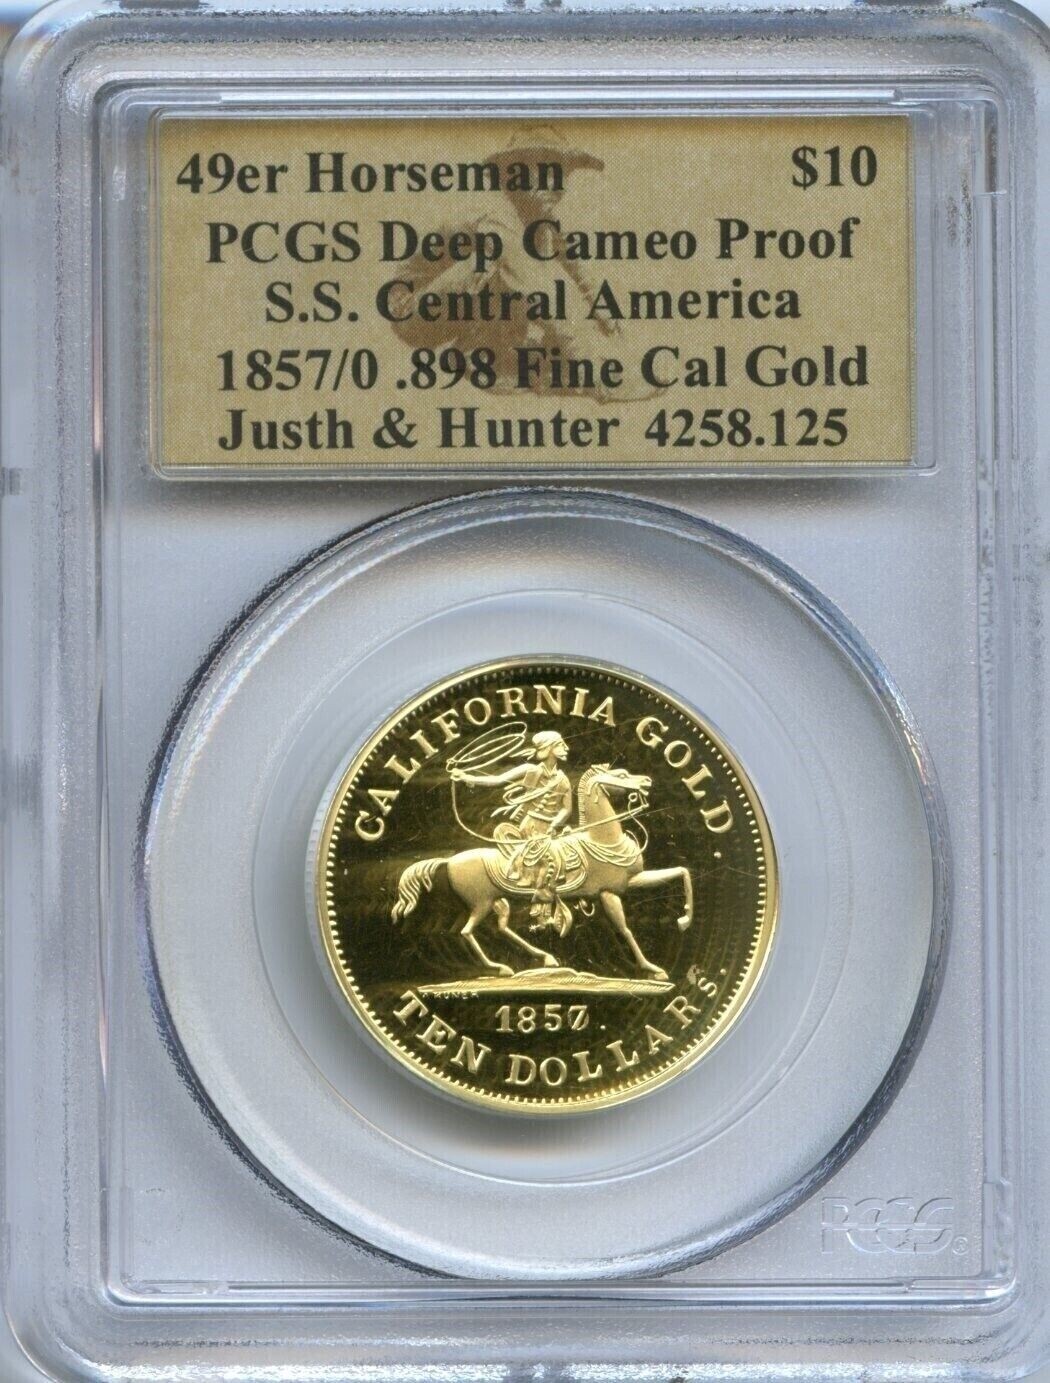 49er Horseman $10
PCGS Deep Cameo Proof
S.S. Central America
1857/0 .898 Fine Cal Gold
Justh & Hunter 4258.125
CALIFORNIA GOLD.
1857.
TEN DOLLARS.
PCGS